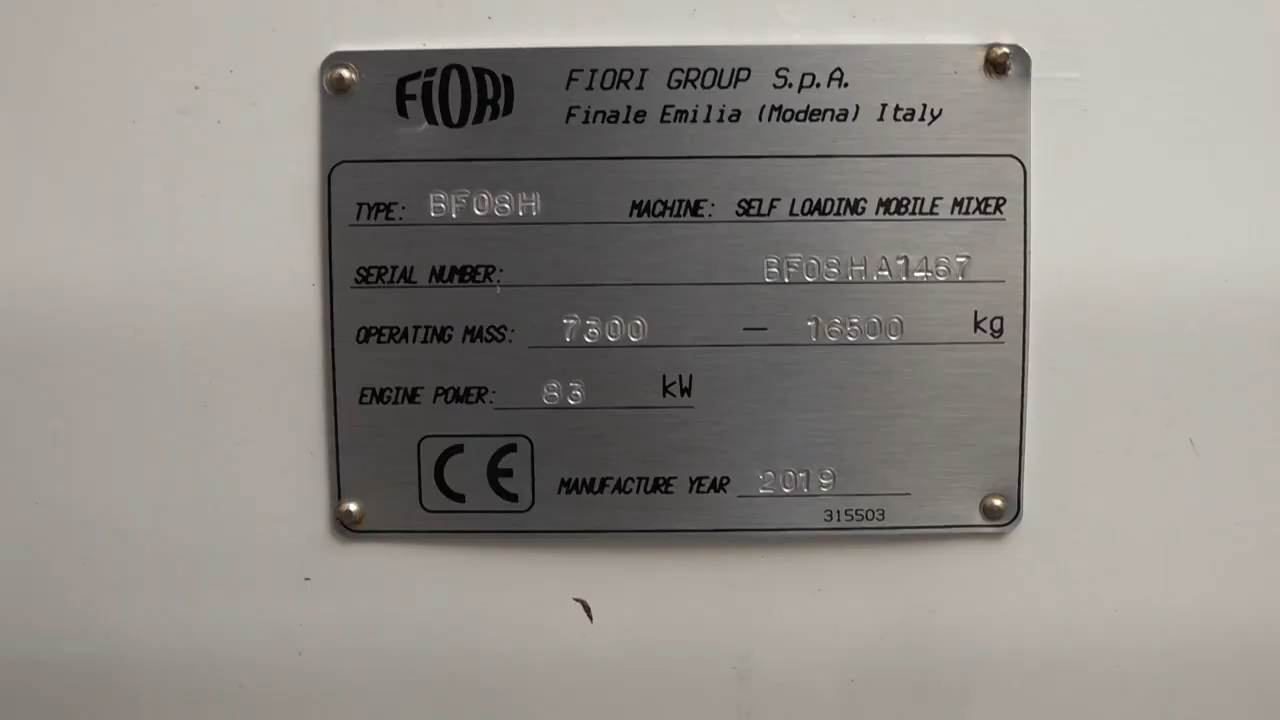 FIORI FIORI GROUP S.p.A.
Finale Emilia (Modena) Italy
TYPE: BF08H MACHINE: SELF LOADING MOBILE MIXER
SERIAL NUMBER: BF08HA1467
OPERATING MASS: 7300 — 16500 kg
ENGINE POWER: 83 kW
CE MANUFACTURE YEAR 2019
315503